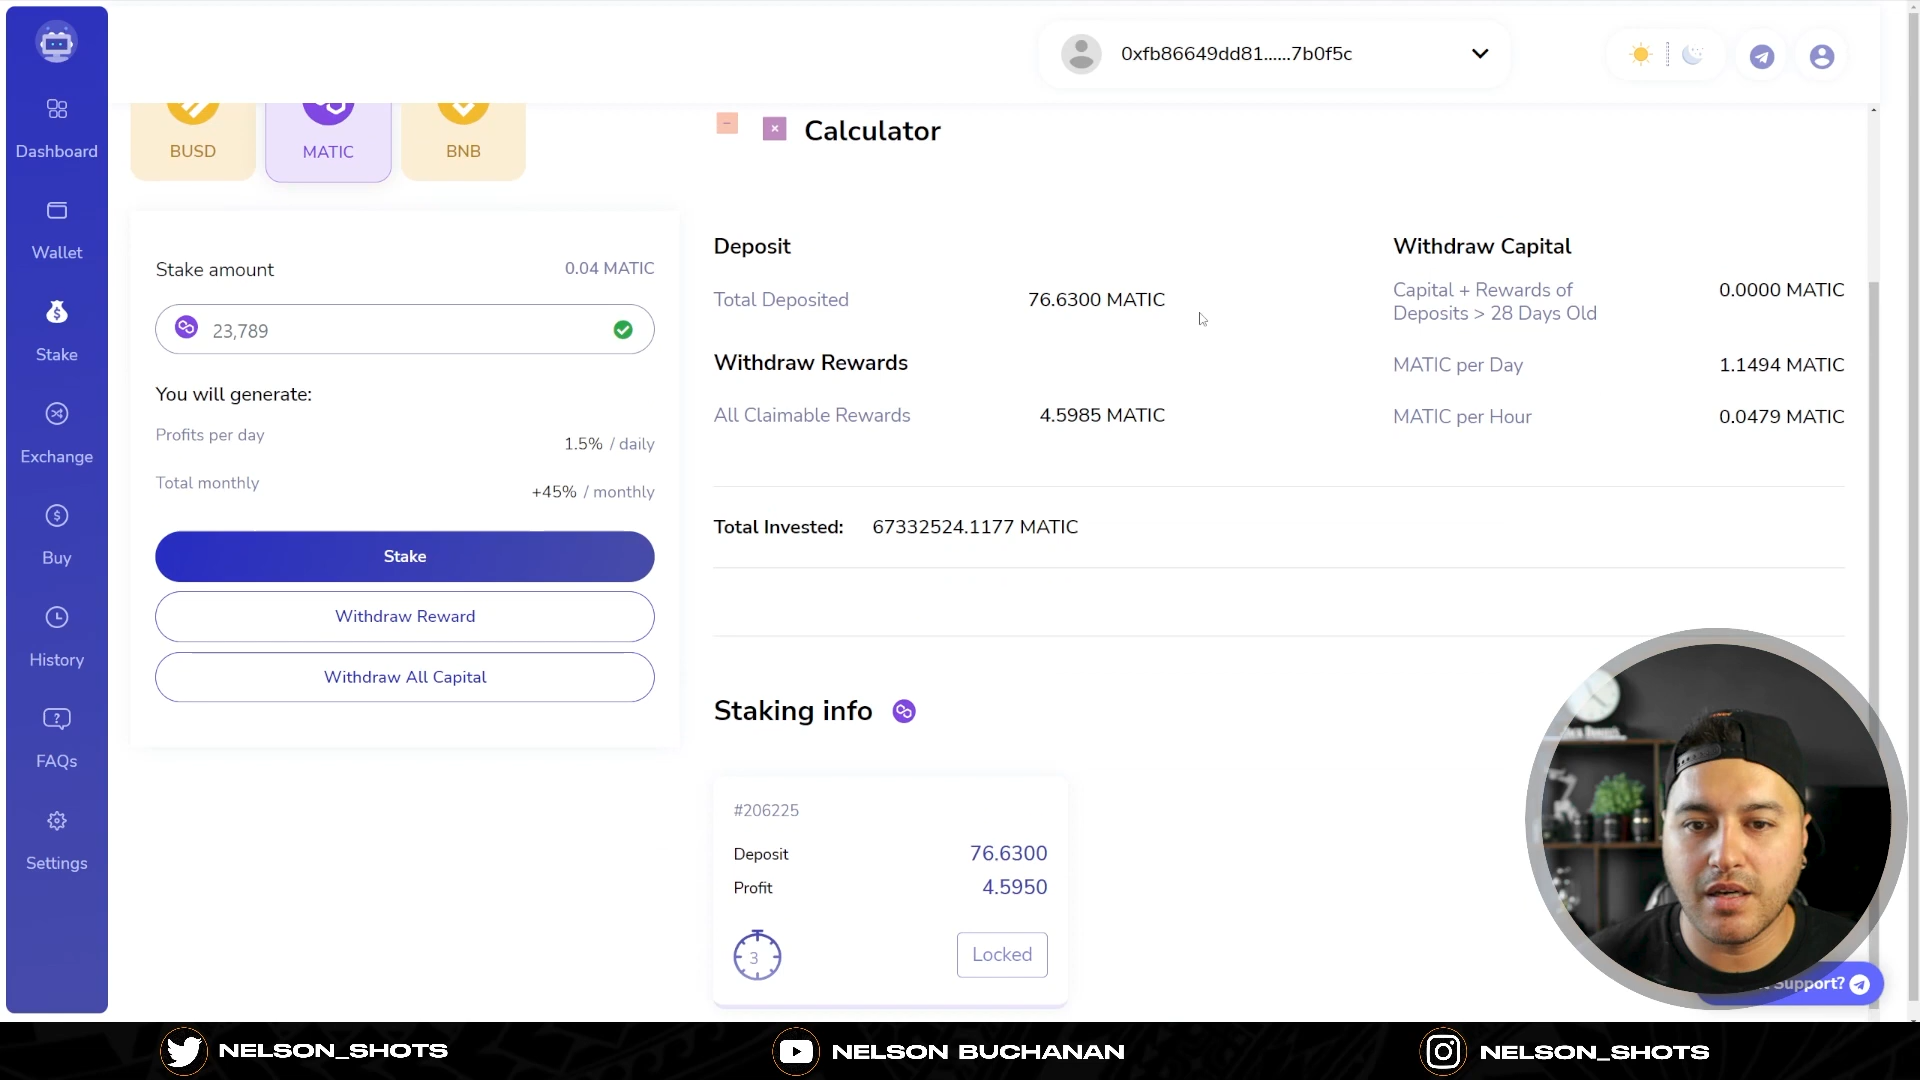 0xfb86649dd81......7b0f5c
Dashboard
Wallet
Stake
Exchange
Buy
History
FAQs
Settings
BUSD
MATIC
BNB
Stake amount
0.04 MATIC
23,789
You will generate:
Profits per day
1.5% / daily
Total monthly
+45% / monthly
Stake
Withdraw Reward
Withdraw All Capital
Calculator
Deposit
Total Deposited
76.6300 MATIC
Withdraw Rewards
All Claimable Rewards
4.5985 MATIC
Withdraw Capital
Capital + Rewards of
Deposits > 28 Days Old
0.0000 MATIC
MATIC per Day
1.1494 MATIC
MATIC per Hour
0.0479 MATIC
Total Invested: 67332524.1177 MATIC
Staking info
#206225
Deposit
76.6300
Profit
4.5950
3
Locked
Support?
NELSON_SHOTS
NELSON BUCHANAN
NELSON_SHOTS